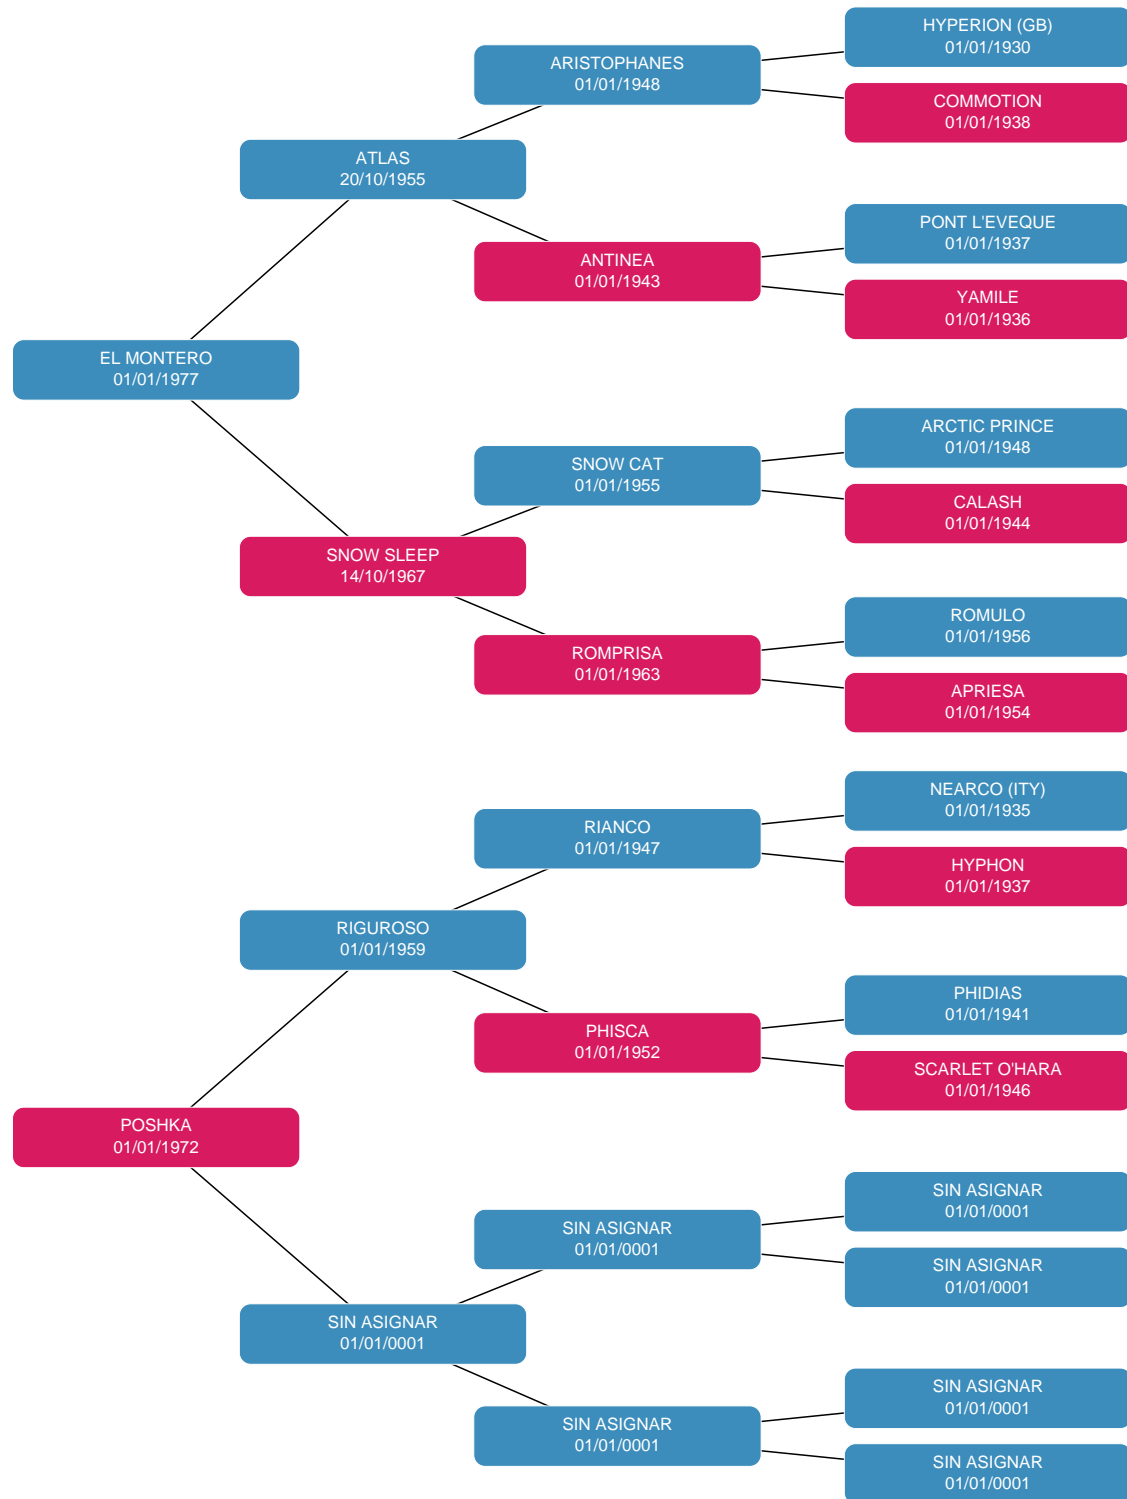 HYPERION (GB)
01/01/1930
ARISTOPHANES
01/01/1948
COMMOTION
01/01/1938
ATLAS
20/10/1955
PONT L'EVEQUE
01/01/1937
ANTINEA
01/01/1943
YAMILE
01/01/1936
EL MONTERO
01/01/1977
ARCTIC PRINCE
01/01/1948
SNOW CAT
01/01/1955
CALASH
01/01/1944
SNOW SLEEP
14/10/1967
ROMULO
01/01/1956
ROMPRISA
01/01/1963
APRIESA
01/01/1954
NEARCO (ITY)
01/01/1935
RIANCO
01/01/1947
HYPHON
01/01/1937
RIGUROSO
01/01/1959
PHIDIAS
01/01/1941
PHISCA
01/01/1952
SCARLET O'HARA
01/01/1946
POSHKA
01/01/1972
SIN ASIGNAR
01/01/0001
SIN ASIGNAR
01/01/0001
SIN ASIGNAR
01/01/0001
SIN ASIGNAR
01/01/0001
SIN ASIGNAR
01/01/0001
SIN ASIGNAR
01/01/0001
SIN ASIGNAR
01/01/0001